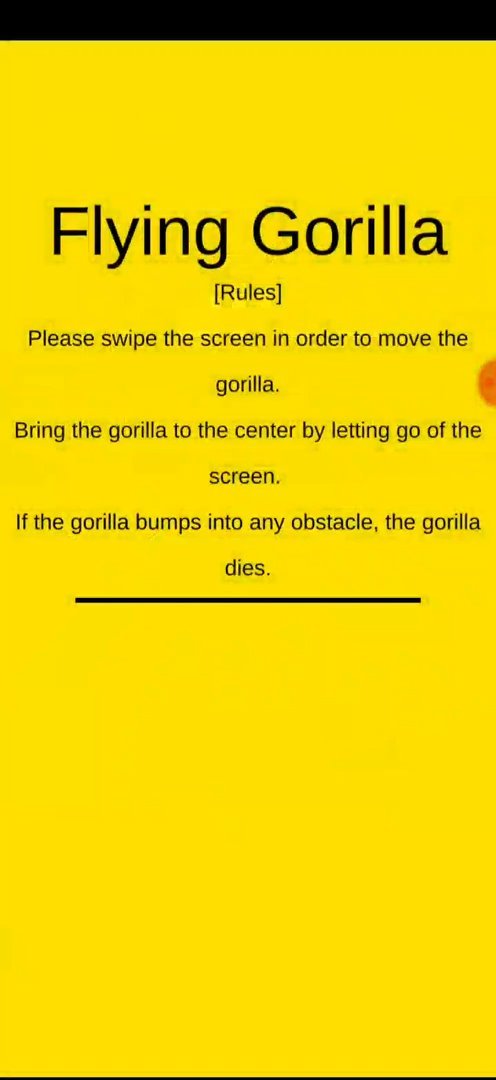 Flying Gorilla
[Rules]
Please swipe the screen in order to move the
gorilla.
Bring the gorilla to the center by letting go of the
screen.
If the gorilla bumps into any obstacle, the gorilla
dies.